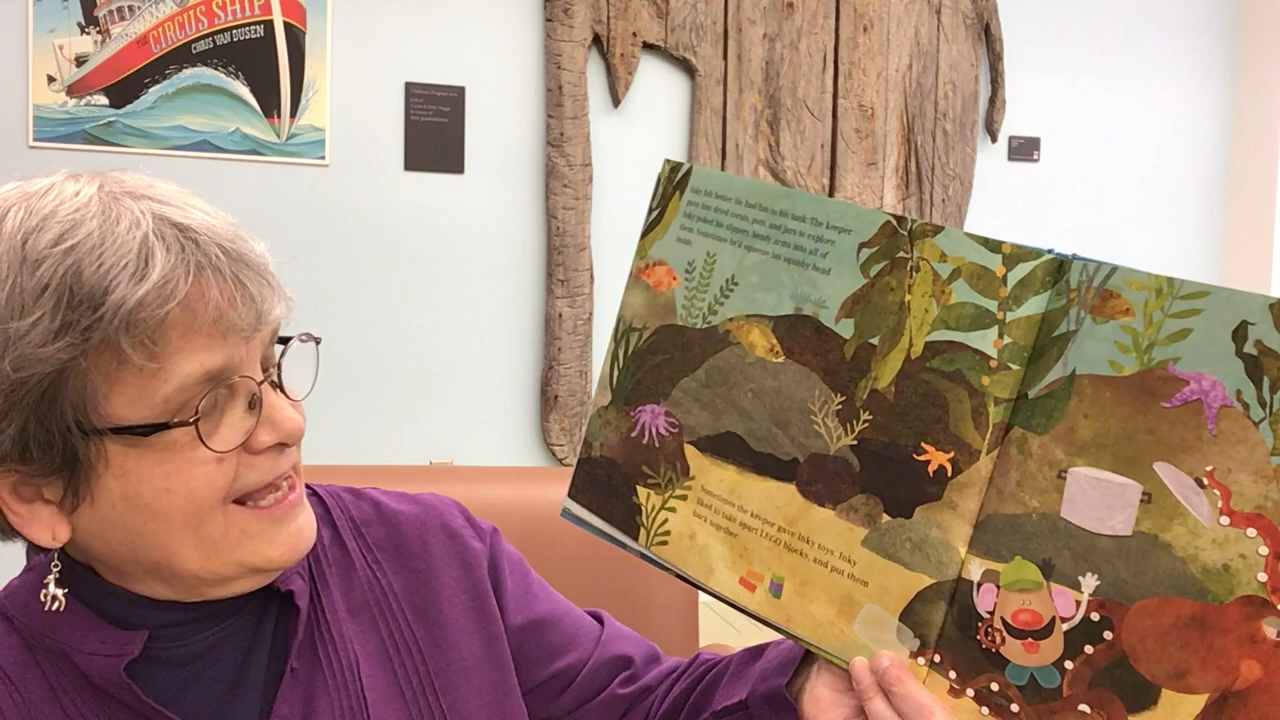 THE CIRCUS SHIP
CHRIS VAN DUSEN
Inky felt better. He had fun in his tank. The keeper
gave him dried corals, pots, and jars to explore.
Inky poked his slippery, bendy arms into all of
them. Sometimes he'd squeeze his squishy head
inside.
Sometimes the keeper gave Inky toys. Inky
liked to take apart LEGO blocks, and put them
back together.